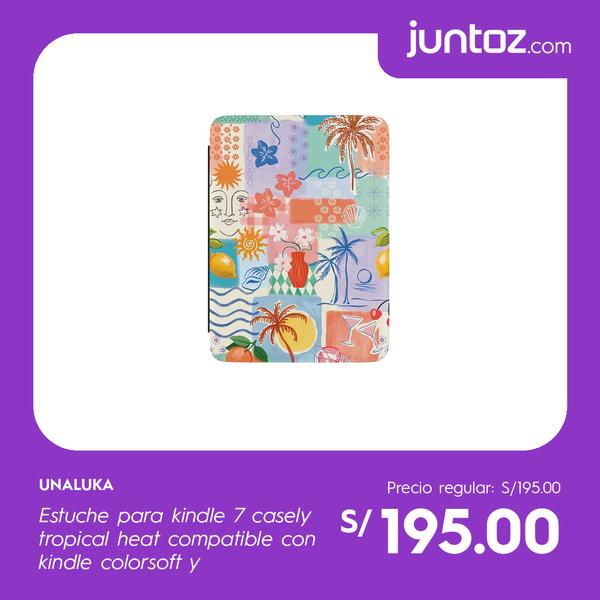 juntoz.com
UNALUKA
Estuche para kindle 7 casely
tropical heat compatible con
kindle colorsoft y
Precio regular: S/195.00
S/195.00